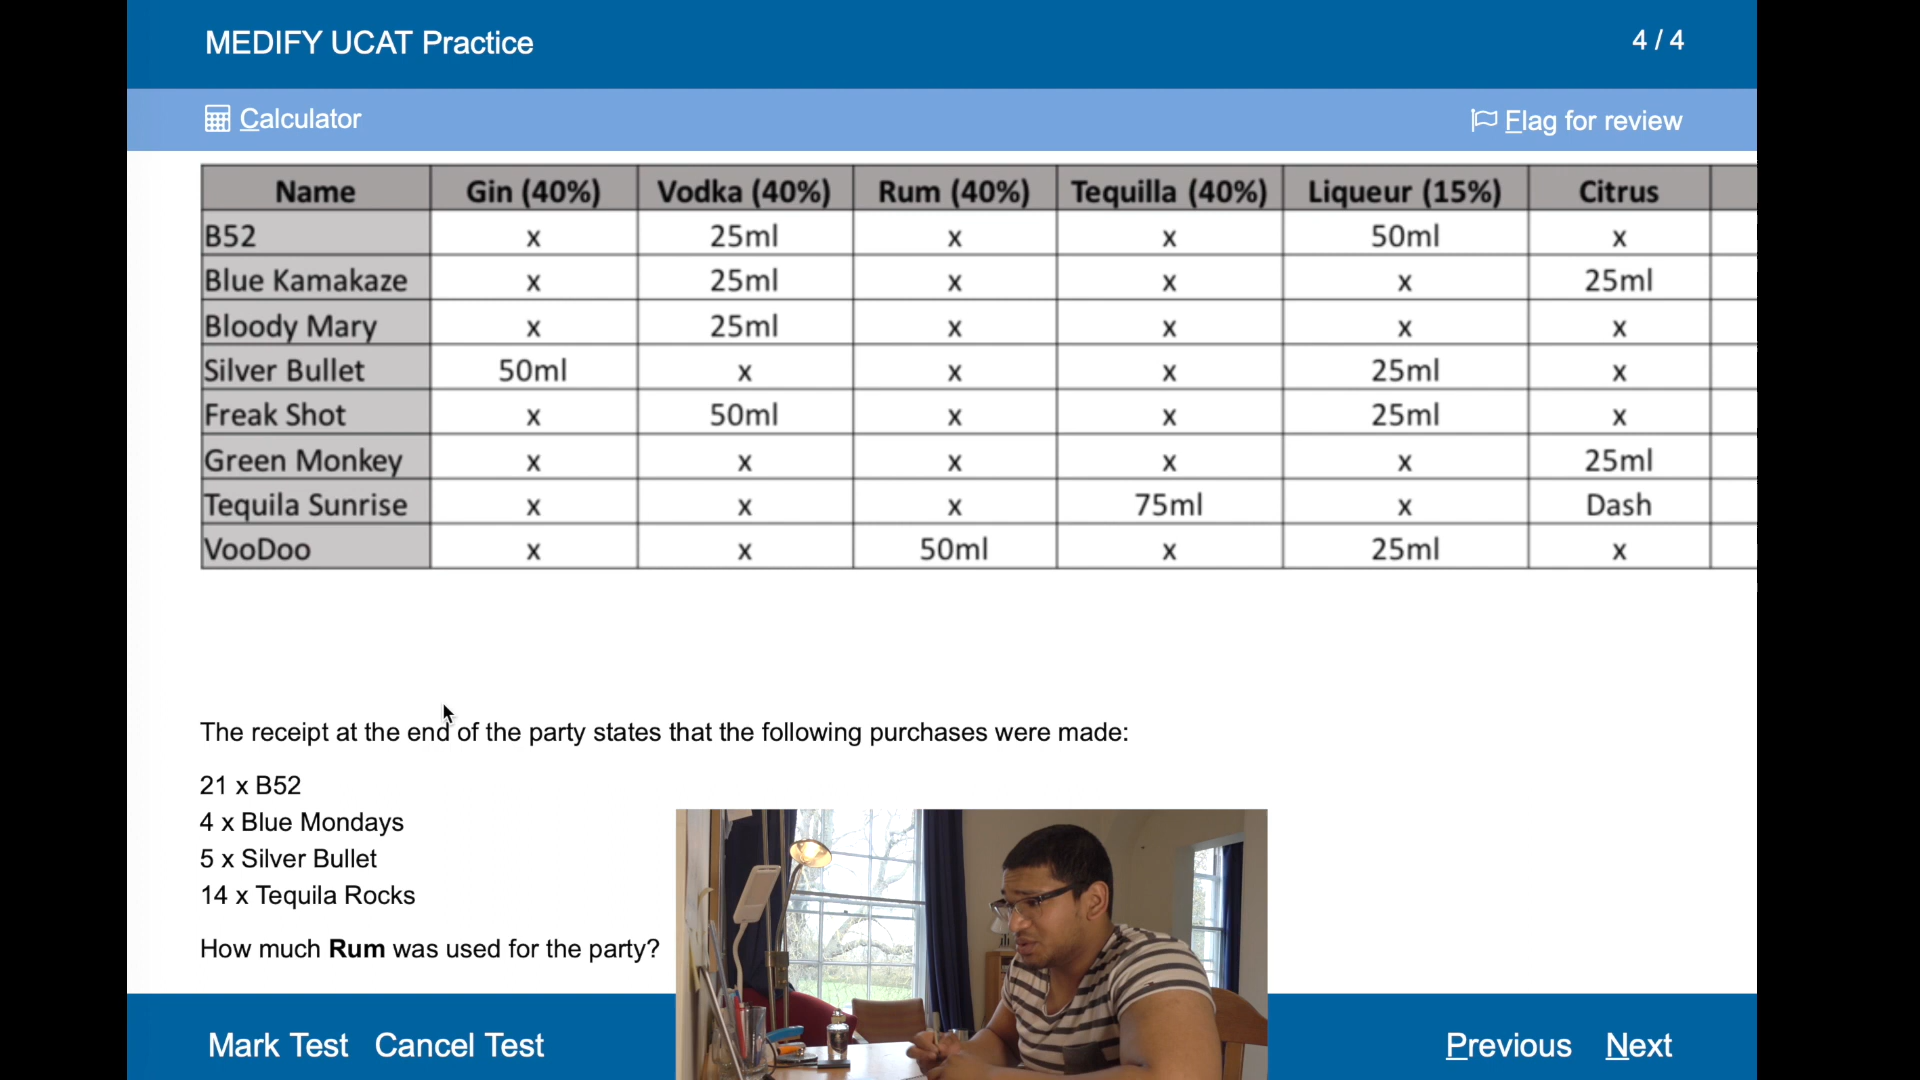 MEDIFY UCAT Practice 4 / 4
Calculator Flag for review
Name Gin (40%) Vodka (40%) Rum (40%) Tequilla (40%) Liqueur (15%) Citrus
B52 x 25ml x x 50ml x
Blue Kamakaze x 25ml x x x 25ml
Bloody Mary x 25ml x x x x
Silver Bullet 50ml x x x 25ml x
Freak Shot x 50ml x x 25ml x
Green Monkey x x x x x 25ml
Tequila Sunrise x x x 75ml x Dash
VooDoo x x 50ml x 25ml x
The receipt at the end of the party states that the following purchases were made:
21 x B52
4 x Blue Mondays
5 x Silver Bullet
14 x Tequila Rocks
How much Rum was used for the party?
Mark Test Cancel Test Previous Next